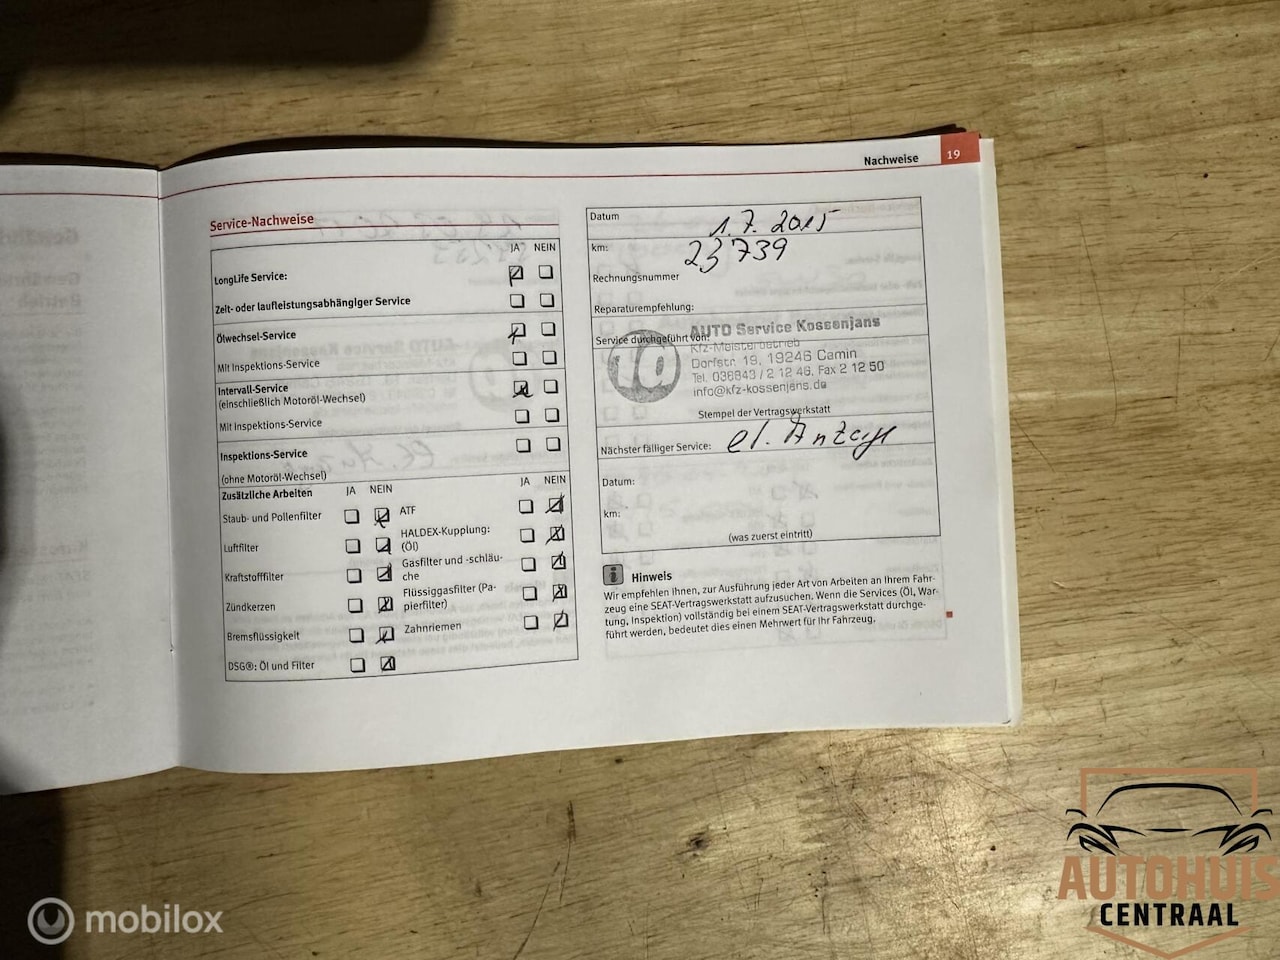 Nachweise 19
Service-Nachweise
JA NEIN
LongLife Service:
Zeit- oder laufleistungsabhängiger Service
Ölwechsel-Service
Mit Inspektions-Service
Intervall-Service
(einschließlich Motoröl-Wechsel)
Mit Inspektions-Service
Inspektions-Service
(ohne Motoröl-Wechsel)
Zusätzliche Arbeiten JA NEIN
Staub- und Pollenfilter
Luftfilter
Kraftstofffilter
Zündkerzen
Bremsflüssigkeit
DSG®: Öl und Filter
JA NEIN
ATF
HALDEX-Kupplung:
(Öl)
Gasfilter und -schläu-
che
Flüssiggasfilter (Pa-
pierfilter)
Zahnriemen
Datum 1.7.2015
km: 23739
Rechnungsnummer
Reparaturempfehlung:
Service durchgeführt von:
1a AUTO Service Kossenjans
Kfz-Meisterbetrieb
Dorfstr. 19, 19246 Camin
Tel. 038843 / 2 12 46, Fax 2 12 50
info@kfz-kossenjans.de
Stempel der Vertragswerkstatt
Nächster fälliger Service: el. Anzeige
Datum:
km:
(was zuerst eintritt)
i Hinweis
Wir empfehlen Ihnen, zur Ausführung jeder Art von Arbeiten an Ihrem Fahr-
zeug eine SEAT-Vertragswerkstatt aufzusuchen. Wenn die Services (Öl, War-
tung, Inspektion) vollständig bei einem SEAT-Vertragswerkstatt durchge-
führt werden, bedeutet dies einen Mehrwert für Ihr Fahrzeug.
mobilox
AUTOHUIS
CENTRAAL